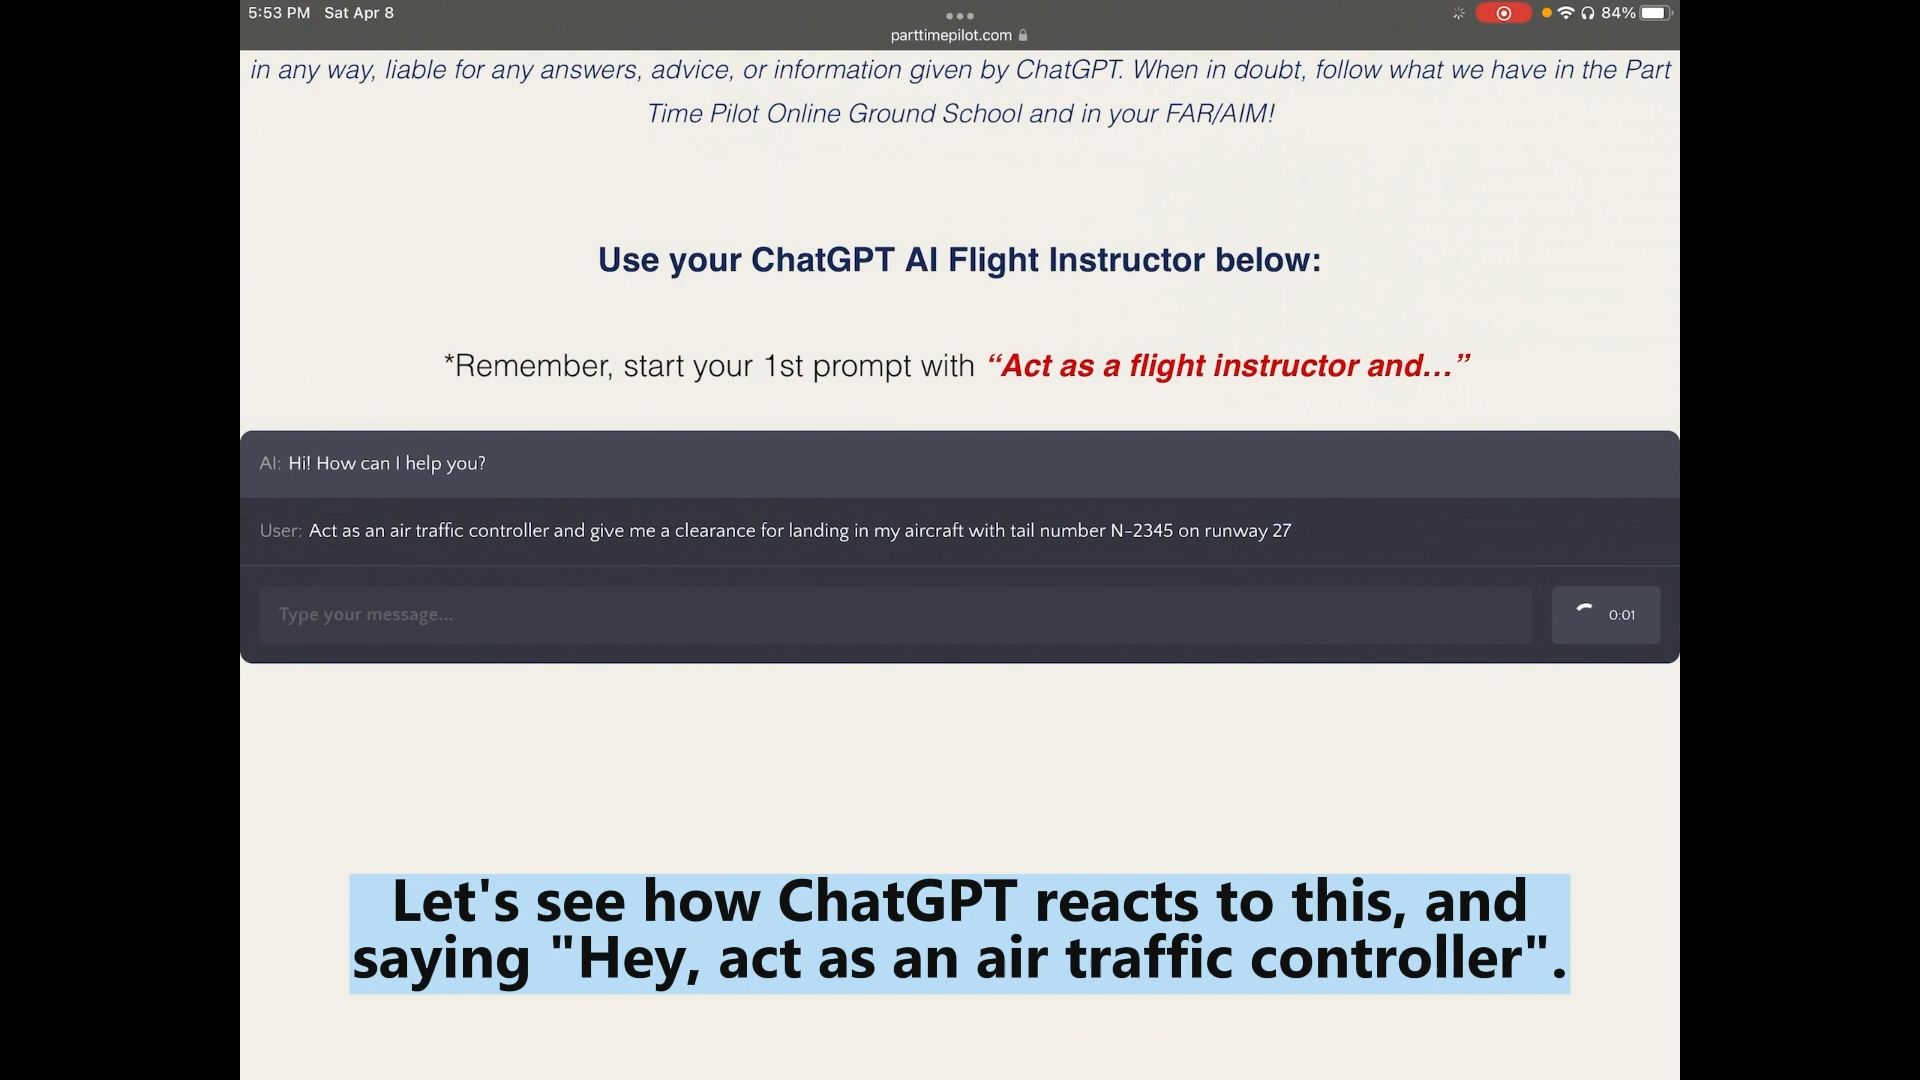 5:53 PM Sat Apr 8
84%
parttimepilot.com
in any way, liable for any answers, advice, or information given by ChatGPT. When in doubt, follow what we have in the Part
Time Pilot Online Ground School and in your FAR/AIM!
Use your ChatGPT AI Flight Instructor below:
*Remember, start your 1st prompt with “Act as a flight instructor and...”
AI: Hi! How can I help you?
User: Act as an air traffic controller and give me a clearance for landing in my aircraft with tail number N-2345 on runway 27
Type your message...
0:01
Let's see how ChatGPT reacts to this, and
saying "Hey, act as an air traffic controller".